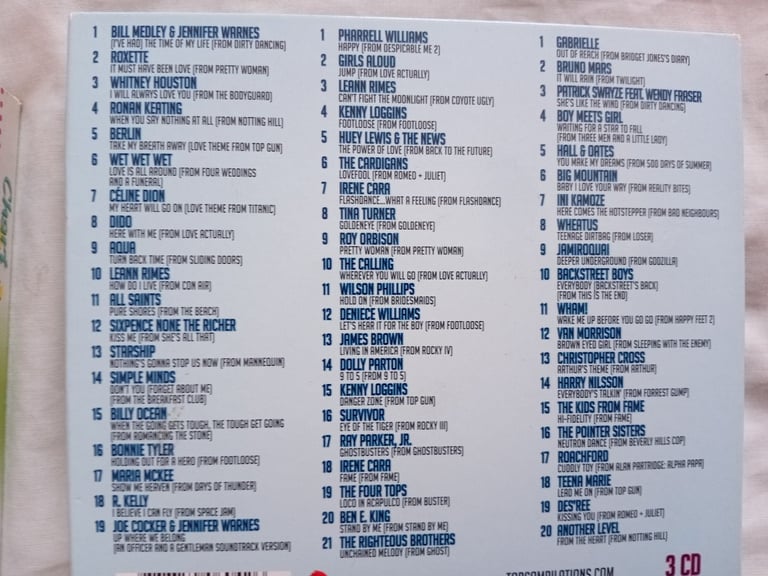 1 BILL MEDLEY & JENNIFER WARNES
(I'VE HAD) THE TIME OF MY LIFE (FROM DIRTY DANCING)
2 ROXETTE
IT MUST HAVE BEEN LOVE (FROM PRETTY WOMAN)
3 WHITNEY HOUSTON
I WILL ALWAYS LOVE YOU (FROM THE BODYGUARD)
4 RONAN KEATING
WHEN YOU SAY NOTHING AT ALL (FROM NOTTING HILL)
5 BERLIN
TAKE MY BREATH AWAY (LOVE THEME FROM TOP GUN)
6 WET WET WET
LOVE IS ALL AROUND (FROM FOUR WEDDINGS
AND A FUNERAL)
7 CÉLINE DION
MY HEART WILL GO ON (LOVE THEME FROM TITANIC)
8 DIDO
HERE WITH ME (FROM LOVE ACTUALLY)
9 AQUA
TURN BACK TIME (FROM SLIDING DOORS)
10 LEANN RIMES
HOW DO I LIVE (FROM CON AIR)
11 ALL SAINTS
PURE SHORES (FROM THE BEACH)
12 SIXPENCE NONE THE RICHER
KISS ME (FROM SHE'S ALL THAT)
13 STARSHIP
NOTHING'S GONNA STOP US NOW (FROM MANNEQUIN)
14 SIMPLE MINDS
DON'T YOU (FORGET ABOUT ME)
(FROM THE BREAKFAST CLUB)
15 BILLY OCEAN
WHEN THE GOING GETS TOUGH, THE TOUGH GET GOING
(FROM ROMANCING THE STONE)
16 BONNIE TYLER
HOLDING OUT FOR A HERO (FROM FOOTLOOSE)
17 MARIA MCKEE
SHOW ME HEAVEN (FROM DAYS OF THUNDER)
18 R. KELLY
I BELIEVE I CAN FLY (FROM SPACE JAM)
19 JOE COCKER & JENNIFER WARNES
UP WHERE WE BELONG
(AN OFFICER AND A GENTLEMAN SOUNDTRACK VERSION)
1 PHARRELL WILLIAMS
HAPPY (FROM DESPICABLE ME 2)
2 GIRLS ALOUD
JUMP (FROM LOVE ACTUALLY)
3 LEANN RIMES
CAN'T FIGHT THE MOONLIGHT (FROM COYOTE UGLY)
4 KENNY LOGGINS
FOOTLOOSE (FROM FOOTLOOSE)
5 HUEY LEWIS & THE NEWS
THE POWER OF LOVE (FROM BACK TO THE FUTURE)
6 THE CARDIGANS
LOVEFOOL (FROM ROMEO + JULIET)
7 IRENE CARA
FLASHDANCE...WHAT A FEELING (FROM FLASHDANCE)
8 TINA TURNER
GOLDENEYE (FROM GOLDENEYE)
9 ROY ORBISON
PRETTY WOMAN (FROM PRETTY WOMAN)
10 THE CALLING
WHEREVER YOU WILL GO (FROM LOVE ACTUALLY)
11 WILSON PHILLIPS
HOLD ON (FROM BRIDESMAIDS)
12 DENIECE WILLIAMS
LET'S HEAR IT FOR THE BOY (FROM FOOTLOOSE)
13 JAMES BROWN
LIVING IN AMERICA (FROM ROCKY IV)
14 DOLLY PARTON
9 TO 5 (FROM 9 TO 5)
15 KENNY LOGGINS
DANGER ZONE (FROM TOP GUN)
16 SURVIVOR
EYE OF THE TIGER (FROM ROCKY III)
17 RAY PARKER, JR.
GHOSTBUSTERS (FROM GHOSTBUSTERS)
18 IRENE CARA
FAME (FROM FAME)
19 THE FOUR TOPS
LOCO IN ACAPULCO (FROM BUSTER)
20 BEN E. KING
STAND BY ME (FROM STAND BY ME)
21 THE RIGHTEOUS BROTHERS
UNCHAINED MELODY (FROM GHOST)
1 GABRIELLE
OUT OF REACH (FROM BRIDGET JONES'S DIARY)
2 BRUNO MARS
IT WILL RAIN (FROM TWILIGHT)
3 PATRICK SWAYZE FEAT. WENDY FRASER
SHE'S LIKE THE WIND (FROM DIRTY DANCING)
4 BOY MEETS GIRL
WAITING FOR A STAR TO FALL
(FROM THREE MEN AND A LITTLE LADY)
5 HALL & OATES
YOU MAKE MY DREAMS (FROM 500 DAYS OF SUMMER)
6 BIG MOUNTAIN
BABY I LOVE YOUR WAY (FROM REALITY BITES)
7 INI KAMOZE
HERE COMES THE HOTSTEPPER (FROM BAD NEIGHBOURS)
8 WHEATUS
TEENAGE DIRTBAG (FROM LOSER)
9 JAMIROQUAI
DEEPER UNDERGROUND (FROM GODZILLA)
10 BACKSTREET BOYS
EVERYBODY (BACKSTREET'S BACK)
(FROM THIS IS THE END)
11 WHAM!
WAKE ME UP BEFORE YOU GO GO (FROM HAPPY FEET 2)
12 VAN MORRISON
BROWN EYED GIRL (FROM SLEEPING WITH THE ENEMY)
13 CHRISTOPHER CROSS
ARTHUR'S THEME (FROM ARTHUR)
14 HARRY NILSSON
EVERYBODY'S TALKIN' (FROM FORREST GUMP)
15 THE KIDS FROM FAME
HI-FIDELITY (FROM FAME)
16 THE POINTER SISTERS
NEUTRON DANCE (FROM BEVERLY HILLS COP)
17 ROACHFORD
CUDDLY TOY (FROM ALAN PARTRIDGE: ALPHA PAPA)
18 TEENA MARIE
LEAD ME ON (FROM TOP GUN)
19 DES'REE
KISSING YOU (FROM ROMEO + JULIET)
20 ANOTHER LEVEL
FROM THE HEART (FROM NOTTING HILL)
3 CD